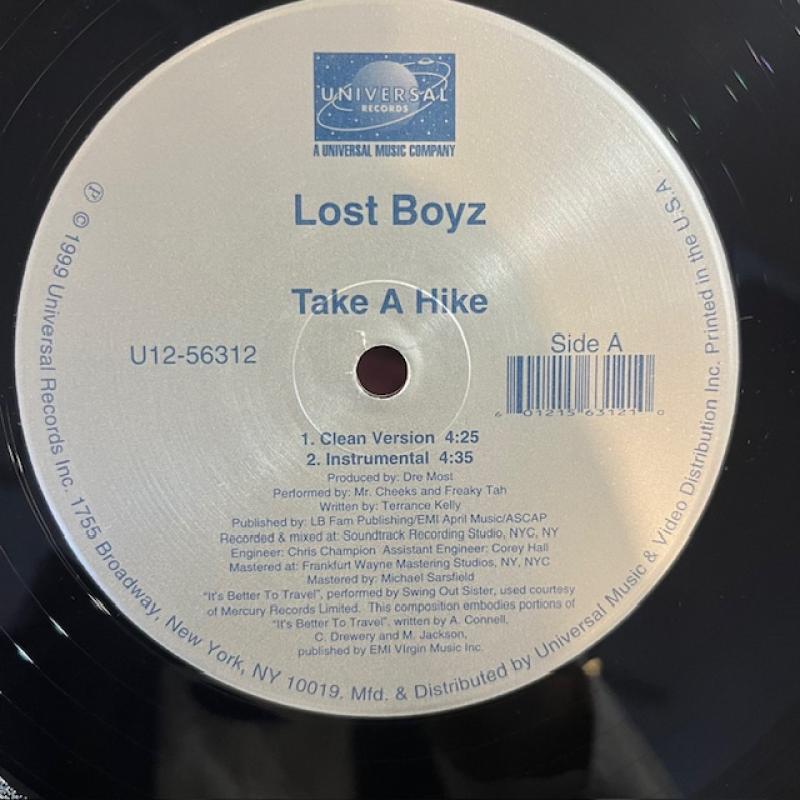 UNIVERSAL
RECORDS
A UNIVERSAL MUSIC COMPANY
Lost Boyz
Take A Hike
U12-56312
Side A
6 01215 63121 0
1. Clean Version 4:25
2. Instrumental 4:35
Produced by: Dre Most
Performed by: Mr. Cheeks and Freaky Tah
Written by: Terrance Kelly
Published by: LB Fam Publishing/EMI April Music/ASCAP
Recorded & mixed at: Soundtrack Recording Studio, NYC, NY
Engineer: Chris Champion Assistant Engineer: Corey Hall
Mastered at: Frankfurt Wayne Mastering Studios, NY, NYC
Mastered by: Michael Sarsfield
"It's Better To Travel", performed by Swing Out Sister, used courtesy
of Mercury Records Limited. This composition embodies portions of
"It's Better To Travel", written by A. Connell,
C. Drewery and M. Jackson,
published by EMI Virgin Music Inc.
℗ © 1999 Universal Records Inc. 1755 Broadway, New York, NY 10019. Mfd. & Distributed by Universal Music & Video Distribution Inc. Printed in the U.S.A.